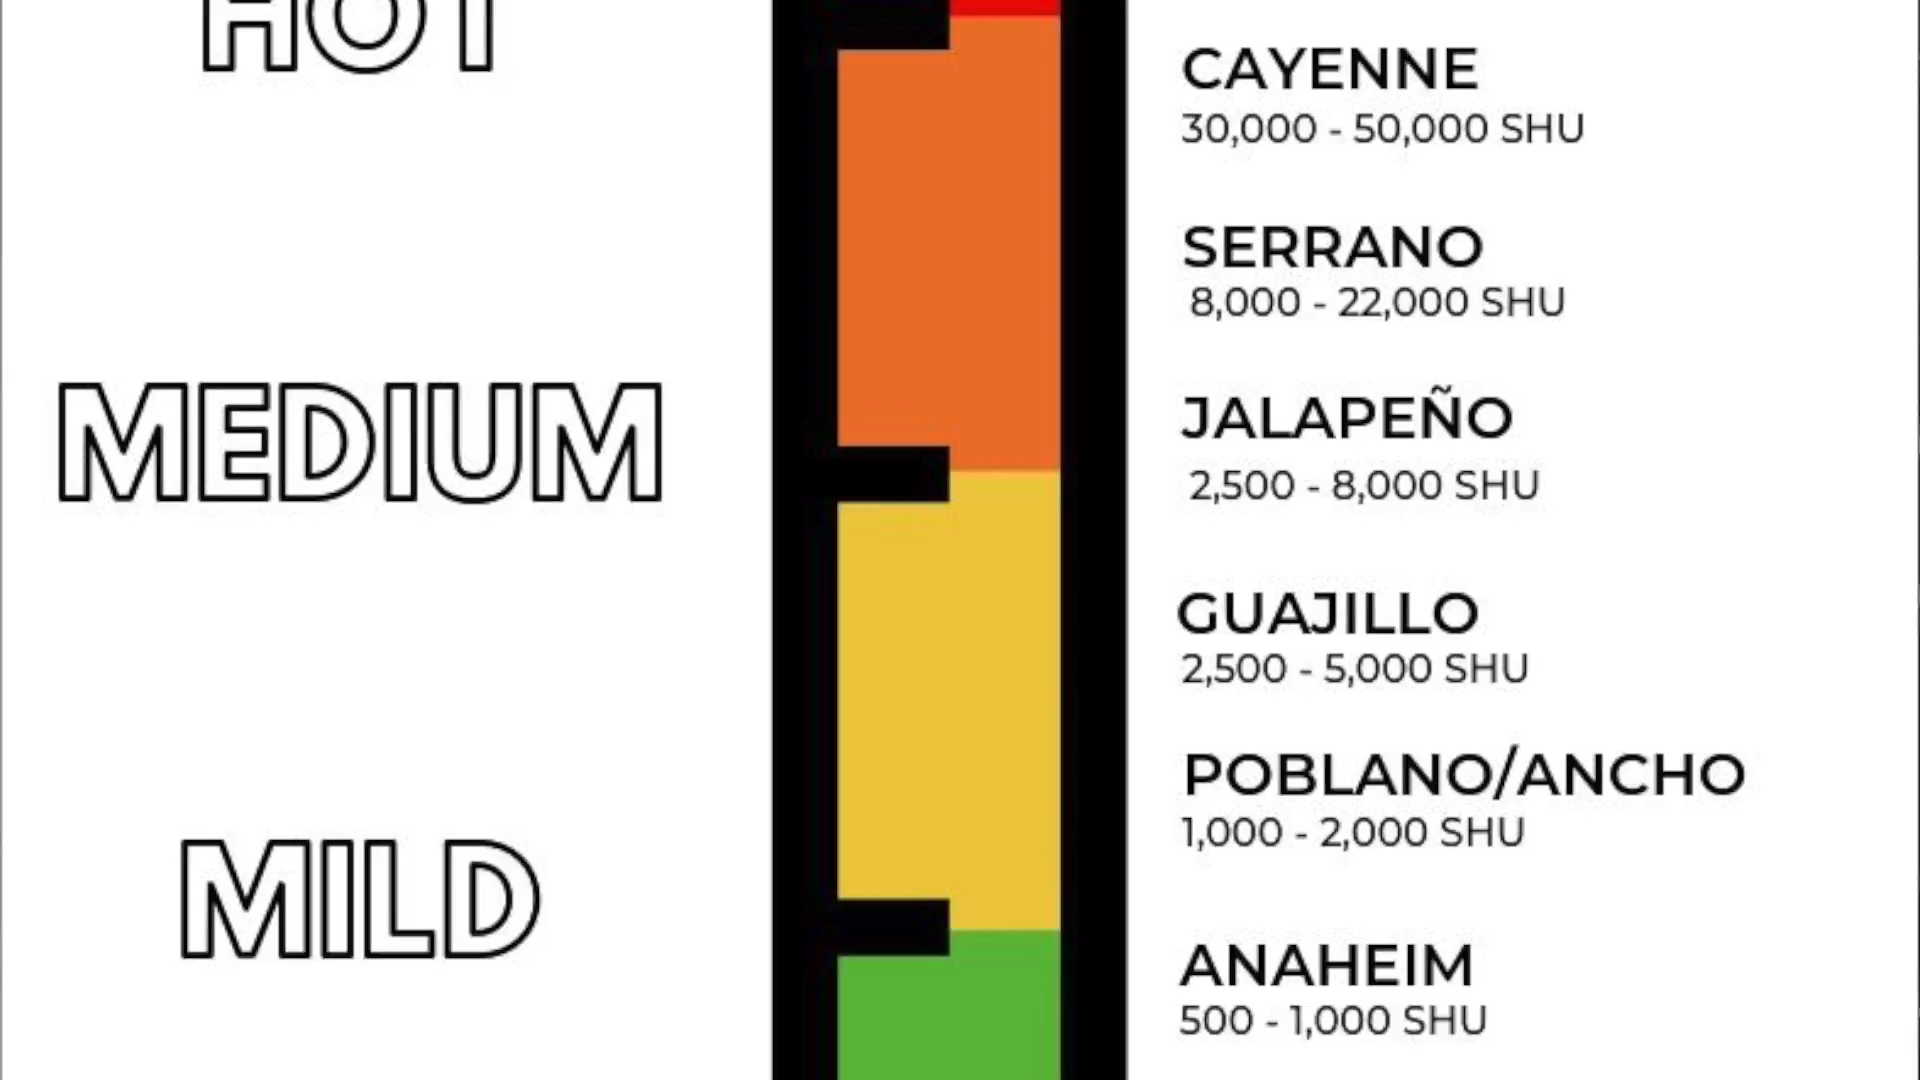 HOT
CAYENNE
30,000 - 50,000 SHU
SERRANO
8,000 - 22,000 SHU
MEDIUM
JALAPEÑO
2,500 - 8,000 SHU
GUAJILLO
2,500 - 5,000 SHU
POBLANO/ANCHO
1,000 - 2,000 SHU
MILD
ANAHEIM
500 - 1,000 SHU